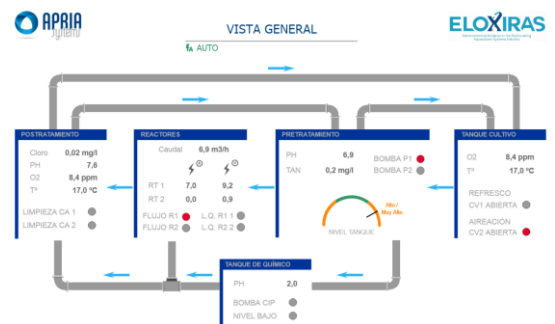 APRIA
systems
VISTA GENERAL
ELOXIRAS
AUTO
POSTRATAMIENTO
Cloro 0,02 mg/l
PH 7,6
O2 8,4 ppm
Tª 17,0 ºC
LIMPIEZA CA 1
LIMPIEZA CA 2
REACTORES
Caudal 6,9 m3/h
RT 1 7,0 9,2
RT 2 0,0 0,9
FLUJO R1 L.Q. R1 1
FLUJO R2 L.Q. R2 2
PRETRATAMIENTO
PH 6,9
TAN 0,2 mg/l
BOMBA P1
BOMBA P2
Alto /
Muy Alto
NIVEL TANQUE
TANQUE CULTIVO
O2 8,4 ppm
Tª 17,0 ºC
REFRESCO
CV1 ABIERTA
AIREACIÓN
CV2 ABIERTA
TANQUE DE QUÍMICO
PH 2,0
BOMBA CIP
NIVEL BAJO